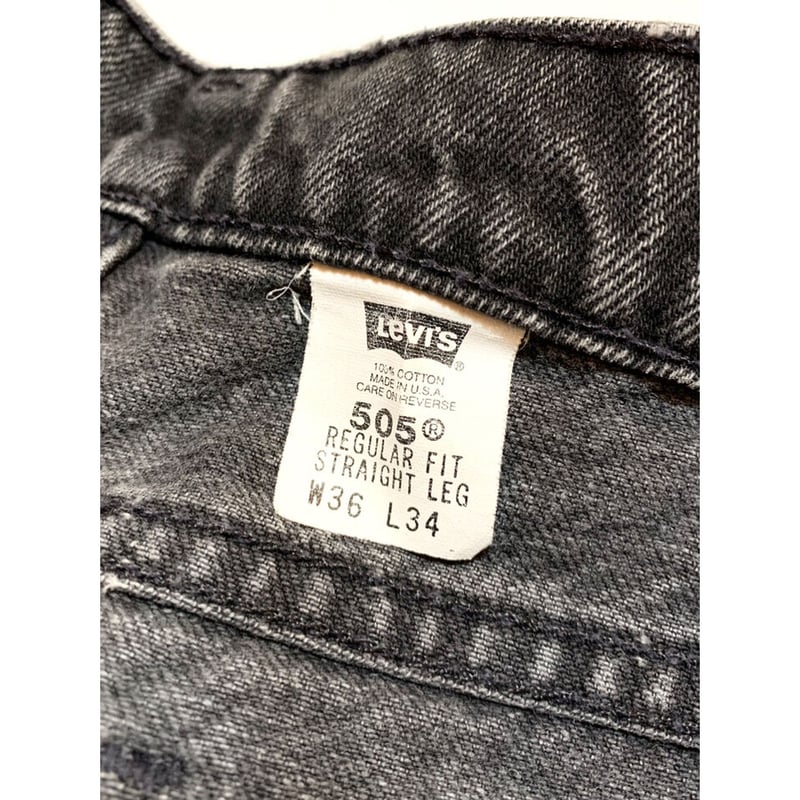 Levi's ®
100% COTTON
MADE IN U.S.A.
CARE ON REVERSE
505®
REGULAR FIT
STRAIGHT LEG
W36 L34